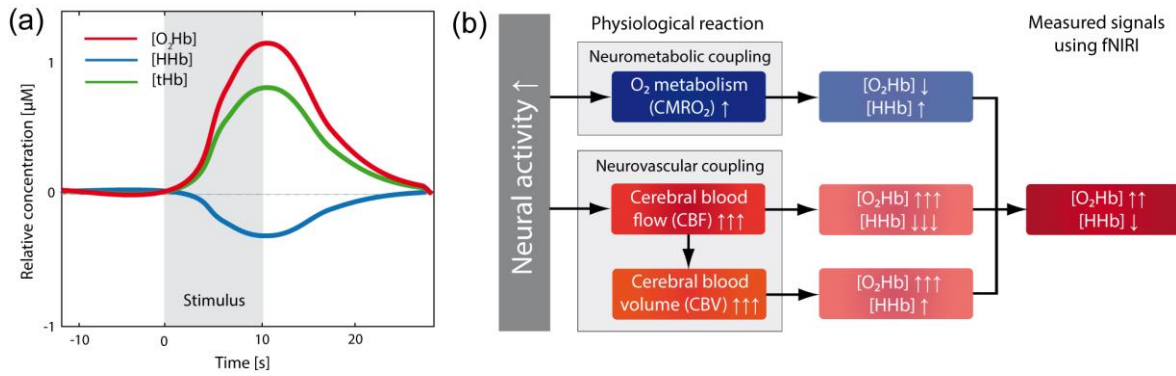 (a)
[O₂Hb]
[HHb]
[tHb]
Relative concentration [µM]
1
0
-1
Stimulus
-10
0
10
20
Time [s]
(b)
Neural activity ↑
Physiological reaction
Neurometabolic coupling
O₂ metabolism
(CMRO₂) ↑
[O₂Hb] ↓
[HHb] ↑
Neurovascular coupling
Cerebral blood
flow (CBF) ↑↑↑
[O₂Hb] ↑↑↑
[HHb] ↓↓↓
Cerebral blood
volume (CBV) ↑↑↑
[O₂Hb] ↑↑↑
[HHb] ↑
Measured signals
using fNIRI
[O₂Hb] ↑↑
[HHb] ↓